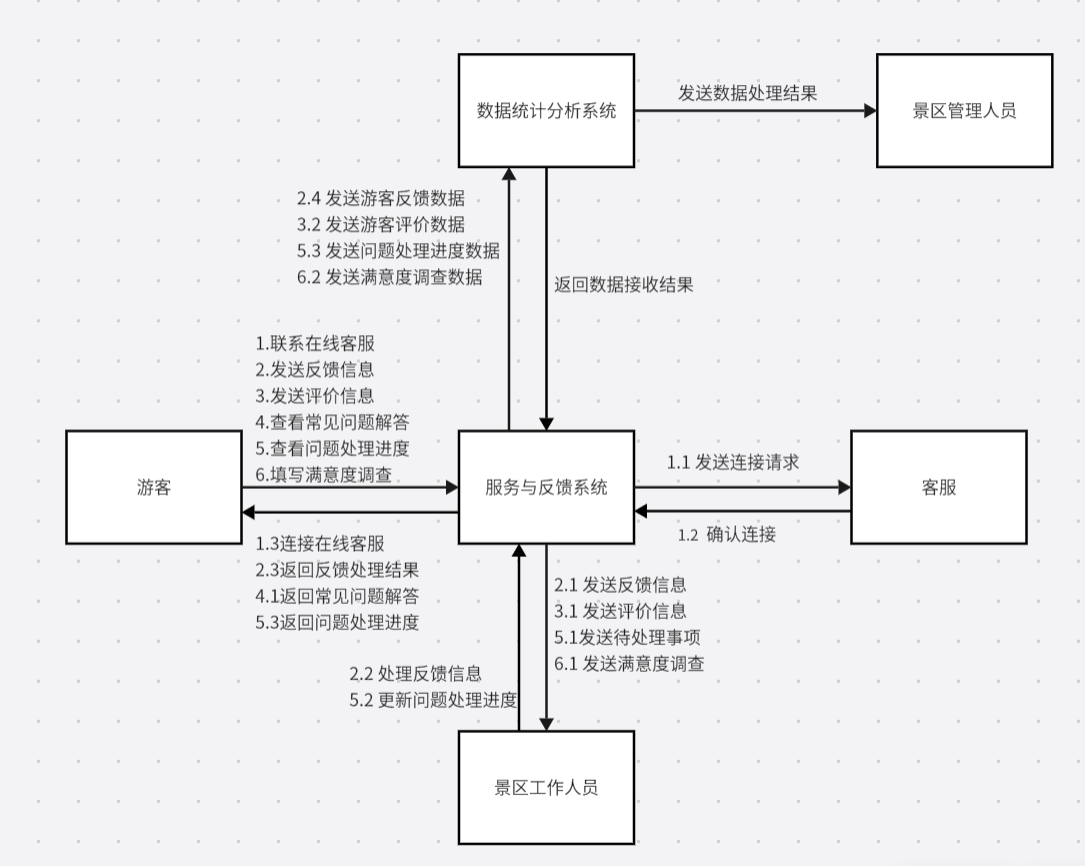 数据统计分析系统
发送数据处理结果
景区管理人员
2.4 发送游客反馈数据
3.2 发送游客评价数据
5.3 发送问题处理进度数据
6.2 发送满意度调查数据
返回数据接收结果
1.联系在线客服
2.发送反馈信息
3.发送评价信息
4.查看常见问题解答
5.查看问题处理进度
6.填写满意度调查
游客
服务与反馈系统
1.1 发送连接请求
客服
1.2 确认连接
1.3连接在线客服
2.3返回反馈处理结果
4.1返回常见问题解答
5.3返回问题处理进度
2.1 发送反馈信息
3.1 发送评价信息
5.1发送待处理事项
6.1 发送满意度调查
2.2 处理反馈信息
5.2 更新问题处理进度
景区工作人员